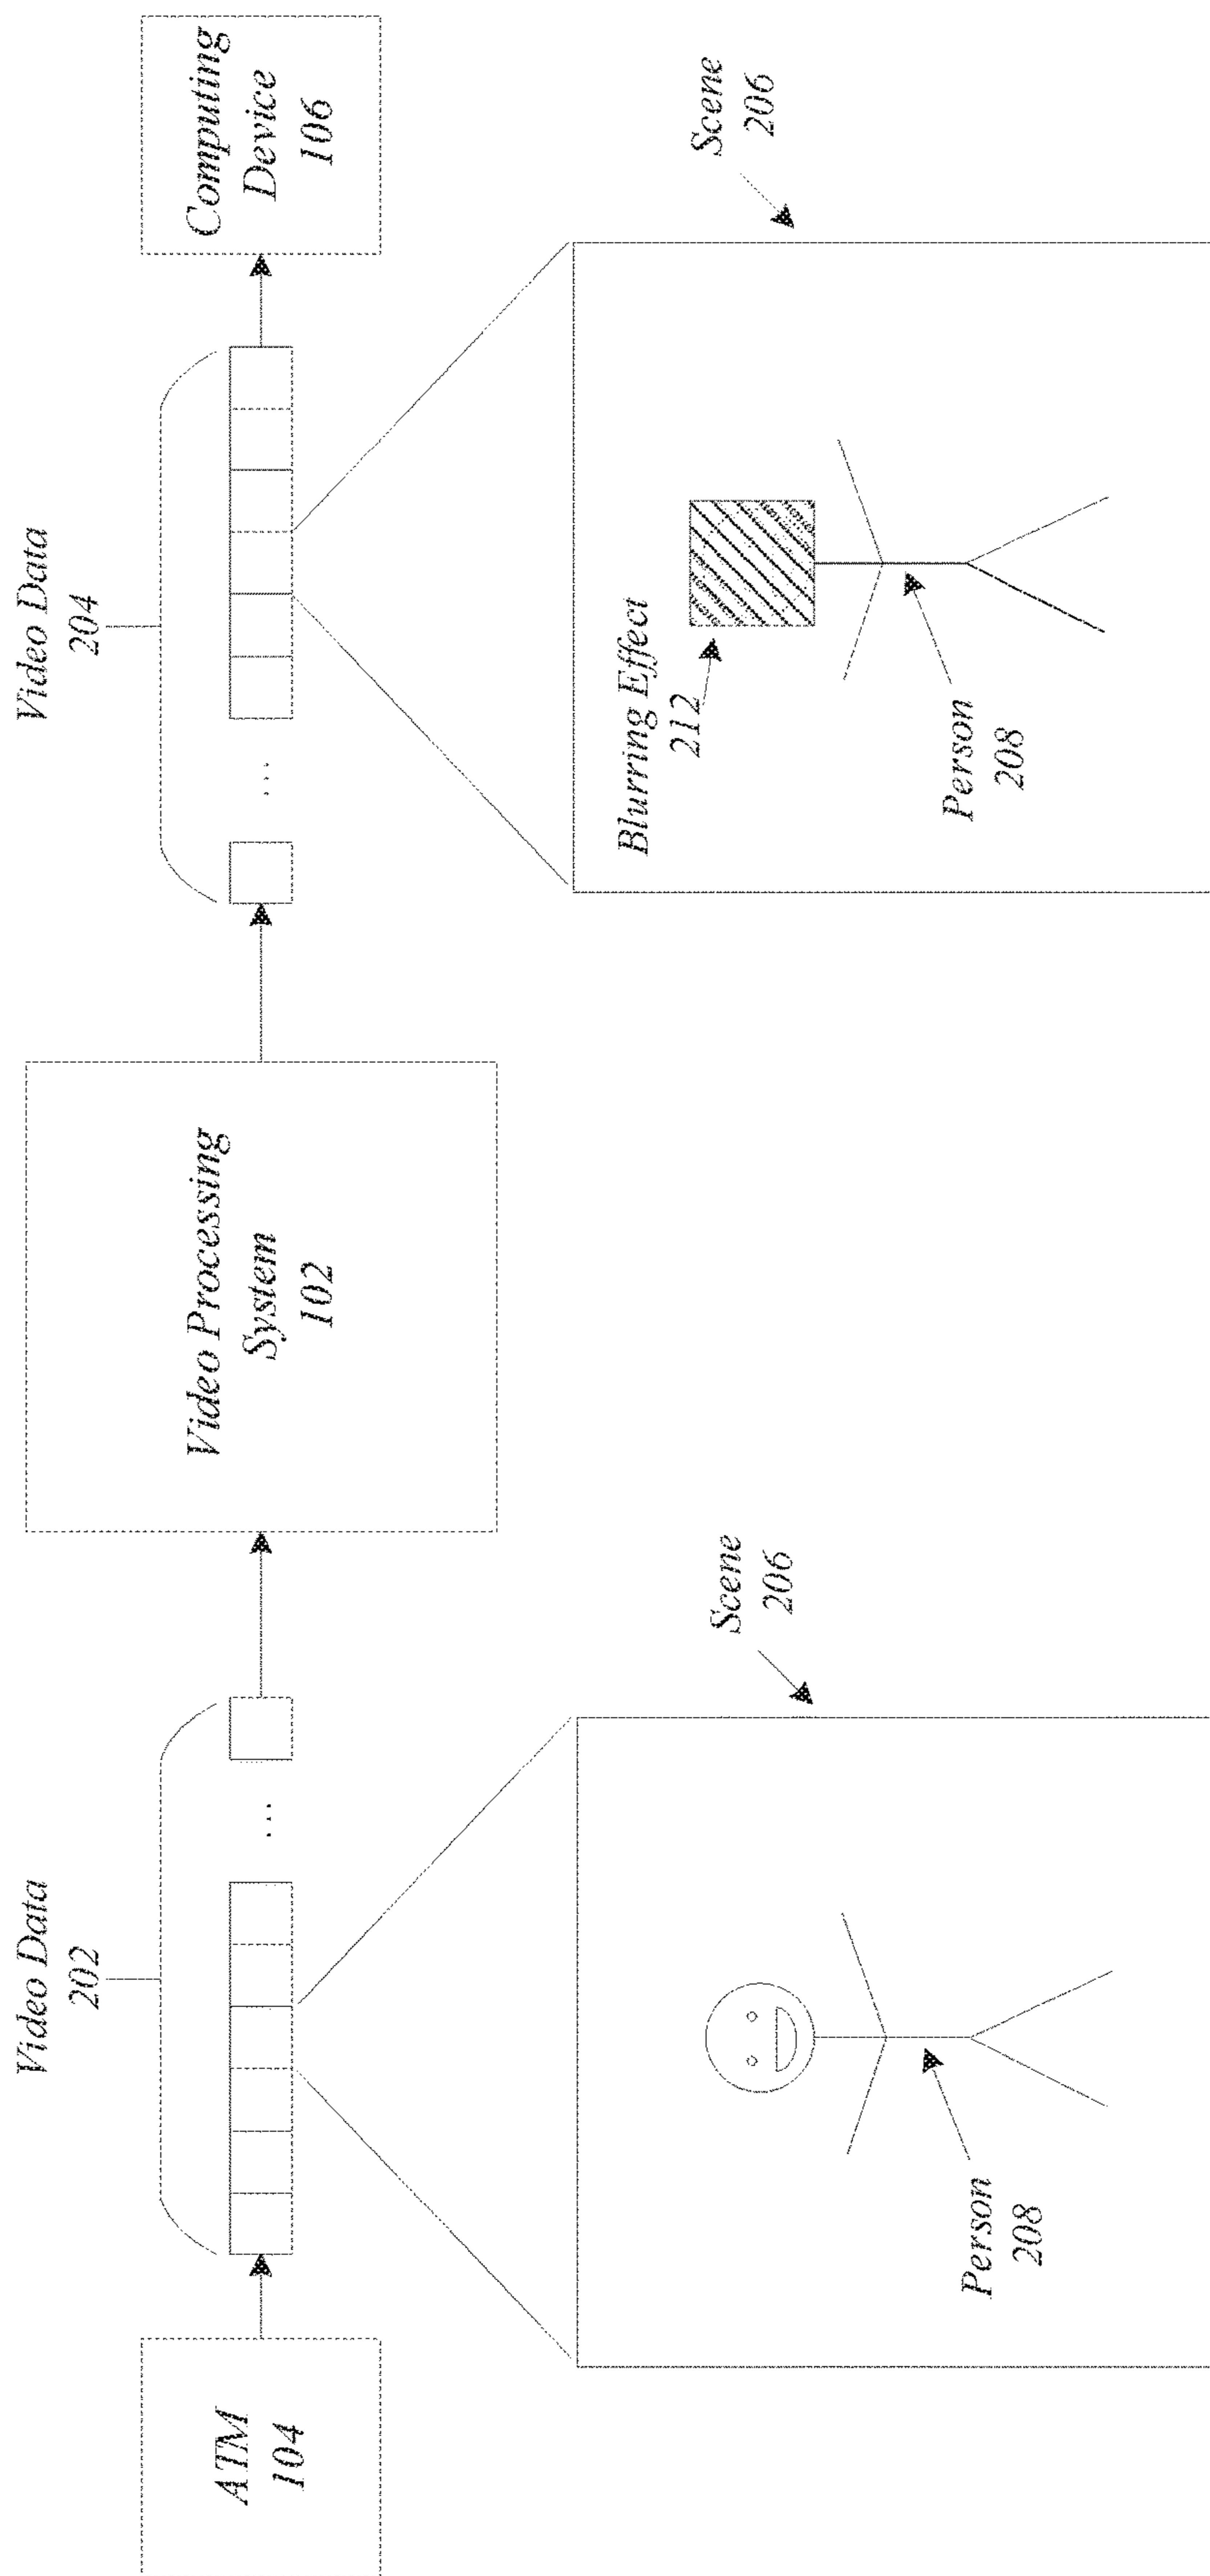 Video Data
202
Video Data
204
ATM
104
Video Processing
System
102
Computing
Device
106
Scene
206
Scene
206
Person
208
Blurring Effect
212
Person
208
...
...